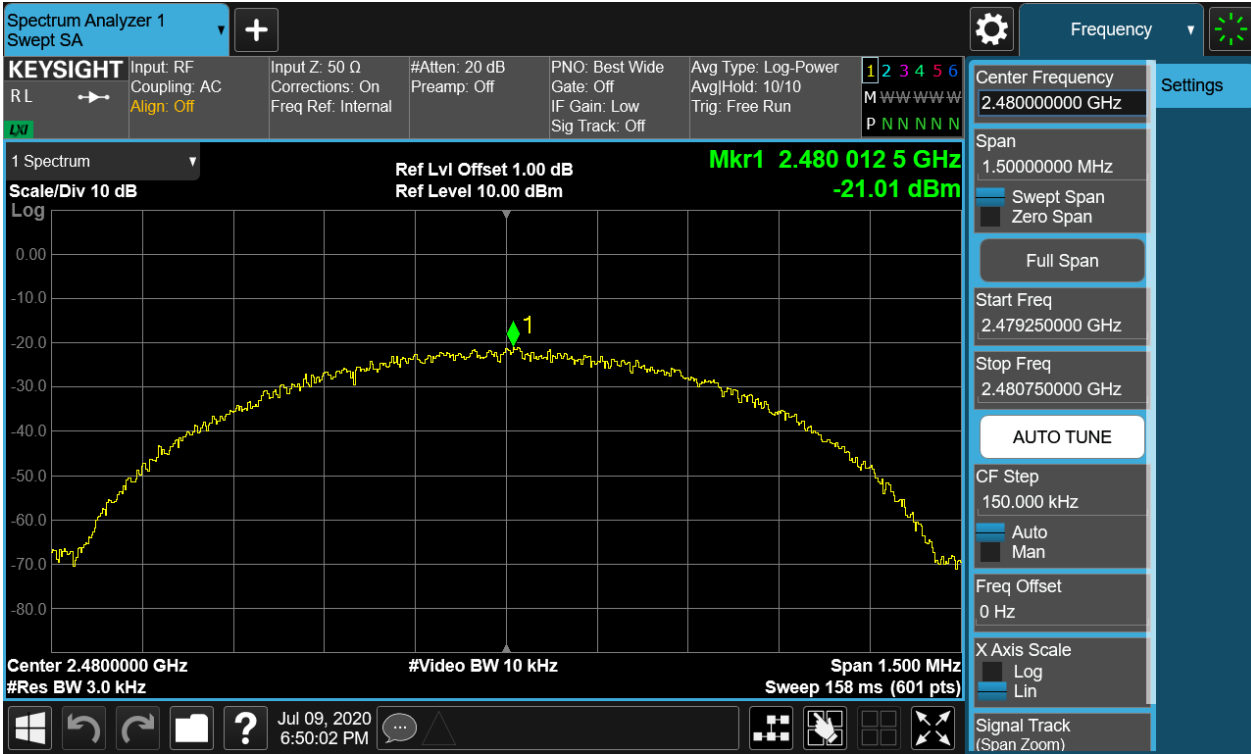 Spectrum Analyzer 1
Swept SA
+
Frequency
KEYSIGHT
R L
LXI
Input: RF
Coupling: AC
Align: Off
Input Z: 50 Ω
Corrections: On
Freq Ref: Internal
#Atten: 20 dB
Preamp: Off
PNO: Best Wide
Gate: Off
IF Gain: Low
Sig Track: Off
Avg Type: Log-Power
Avg|Hold: 10/10
Trig: Free Run
1 2 3 4 5 6
M W W W W W
P N N N N N
1 Spectrum
Scale/Div 10 dB
Log
Ref Lvl Offset 1.00 dB
Ref Level 10.00 dBm
Mkr1 2.480 012 5 GHz
-21.01 dBm
0.00
-10.0
-20.0
-30.0
-40.0
-50.0
-60.0
-70.0
-80.0
1
Center 2.4800000 GHz
#Res BW 3.0 kHz
#Video BW 10 kHz
Span 1.500 MHz
Sweep 158 ms (601 pts)
Center Frequency
2.480000000 GHz
Span
1.50000000 MHz
Swept Span
Zero Span
Full Span
Start Freq
2.479250000 GHz
Stop Freq
2.480750000 GHz
AUTO TUNE
CF Step
150.000 kHz
Auto
Man
Freq Offset
0 Hz
X Axis Scale
Log
Lin
Signal Track
(Span Zoom)
Settings
?
Jul 09, 2020
6:50:02 PM